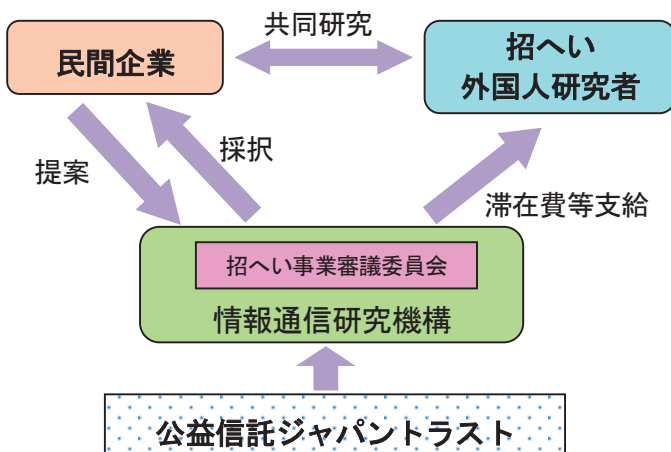 共同研究
民間企業
招へい
外国人研究者
提案
採択
滞在費等支給
招へい事業審議委員会
情報通信研究機構
公益信託ジャパントラスト